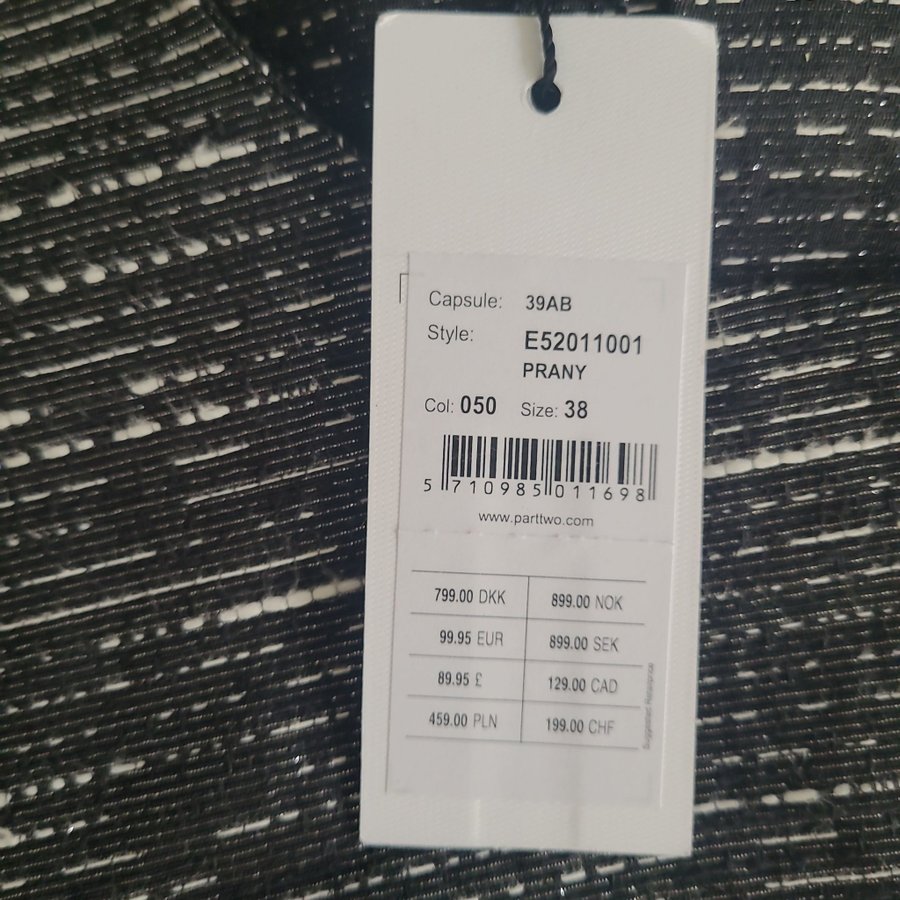 Capsule: 39AB
Style: E52011001
PRANY
Col: 050 Size: 38
5 710985 011698
www.parttwo.com
799.00 DKK 899.00 NOK
99.95 EUR 899.00 SEK
89.95 £ 129.00 CAD
459.00 PLN 199.00 CHF
Suggested Retailprice